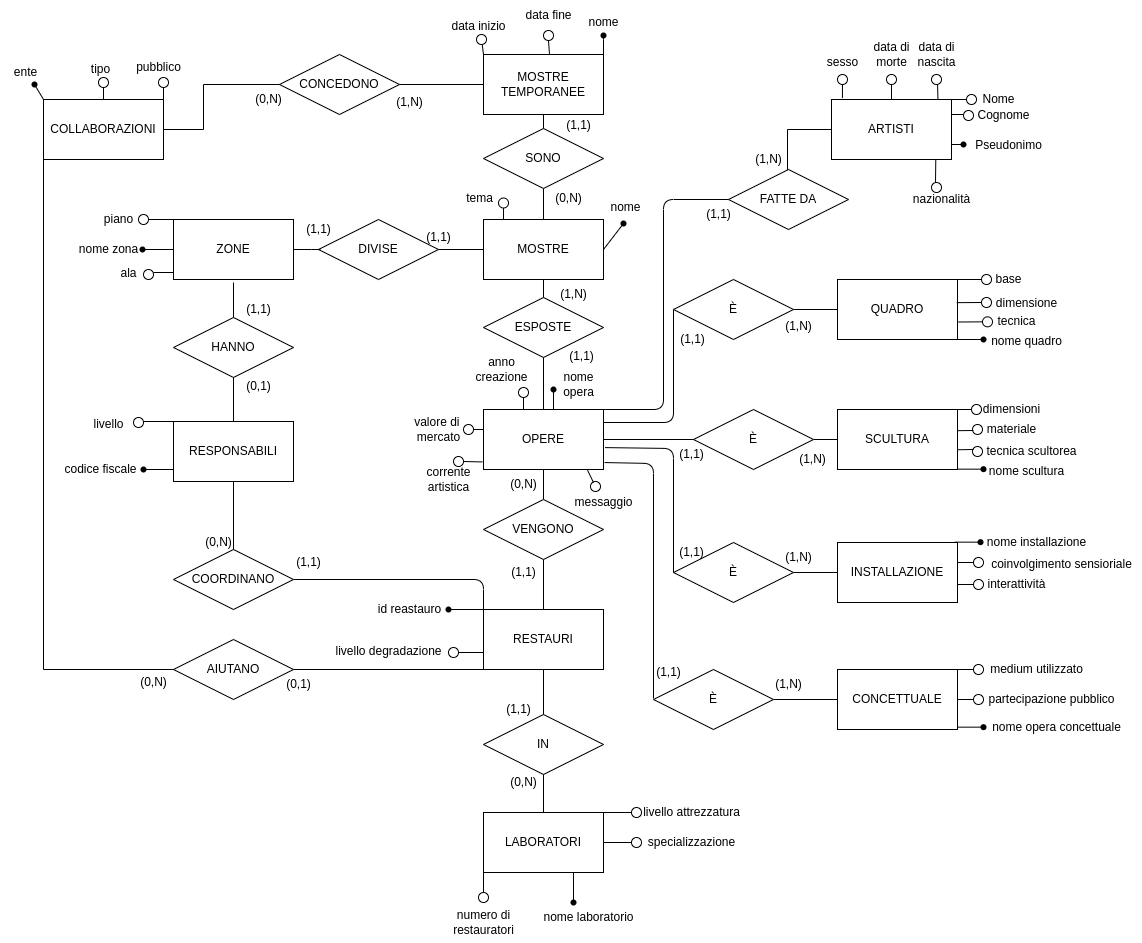 data inizio
data fine
nome
ente
tipo
pubblico
COLLABORAZIONI
(0,N)
CONCEDONO
(1,N)
MOSTRE
TEMPORANEE
(1,1)
SONO
(0,N)
sesso
data di
morte
data di
nascita
Nome
Cognome
Pseudonimo
ARTISTI
nazionalità
(1,N)
FATTE DA
(1,1)
piano
nome zona
ala
ZONE
(1,1)
DIVISE
(1,1)
tema
nome
MOSTRE
(1,N)
ESPOSTE
(1,1)
(1,1)
HANNO
(0,1)
È
(1,1)
(1,N)
QUADRO
base
dimensione
tecnica
nome quadro
anno
creazione
nome
opera
valore di
mercato
corrente
artistica
OPERE
messaggio
(0,N)
livello
codice fiscale
RESPONSABILI
È
(1,1)
(1,N)
SCULTURA
dimensioni
materiale
tecnica scultorea
nome scultura
VENGONO
(1,1)
(0,N)
COORDINANO
(1,1)
(1,1)
È
(1,N)
INSTALLAZIONE
nome installazione
coinvolgimento sensioriale
interattività
id reastauro
livello degradazione
RESTAURI
(0,N)
AIUTANO
(0,1)
(1,1)
È
(1,N)
CONCETTUALE
medium utilizzato
partecipazione pubblico
nome opera concettuale
(1,1)
IN
(0,N)
LABORATORI
livello attrezzatura
specializzazione
numero di
restauratori
nome laboratorio